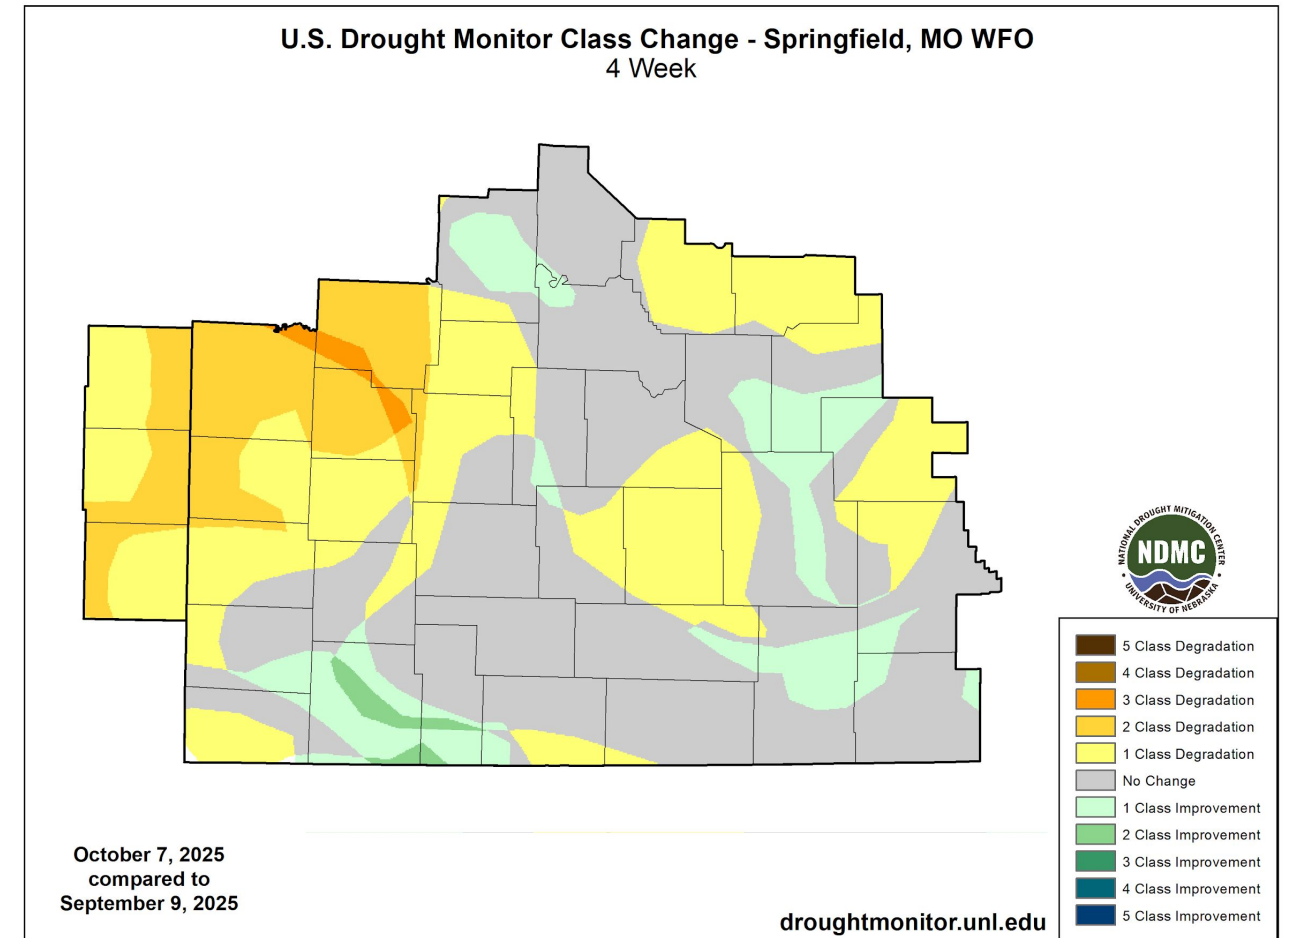 U.S. Drought Monitor Class Change - Springfield, MO WFO
4 Week
NATIONAL DROUGHT MITIGATION CENTER
NDMC
UNIVERSITY OF NEBRASKA
5 Class Degradation
4 Class Degradation
3 Class Degradation
2 Class Degradation
1 Class Degradation
No Change
1 Class Improvement
2 Class Improvement
3 Class Improvement
4 Class Improvement
5 Class Improvement
October 7, 2025
compared to
September 9, 2025
droughtmonitor.unl.edu